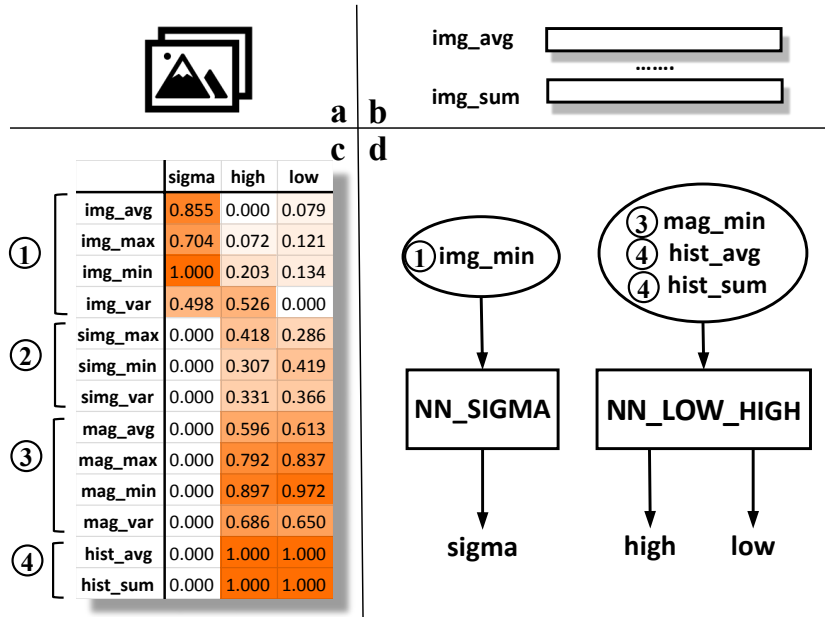 a
b
img_avg
.......
img_sum
c
sigma high low
① img_avg 0.855 0.000 0.079
img_max 0.704 0.072 0.121
img_min 1.000 0.203 0.134
img_var 0.498 0.526 0.000
② simg_max 0.000 0.418 0.286
simg_min 0.000 0.307 0.419
simg_var 0.000 0.331 0.366
③ mag_avg 0.000 0.596 0.613
mag_max 0.000 0.792 0.837
mag_min 0.000 0.897 0.972
mag_var 0.000 0.686 0.650
④ hist_avg 0.000 1.000 1.000
hist_sum 0.000 1.000 1.000
d
① img_min
③ mag_min
④ hist_avg
④ hist_sum
NN_SIGMA
NN_LOW_HIGH
sigma
high low